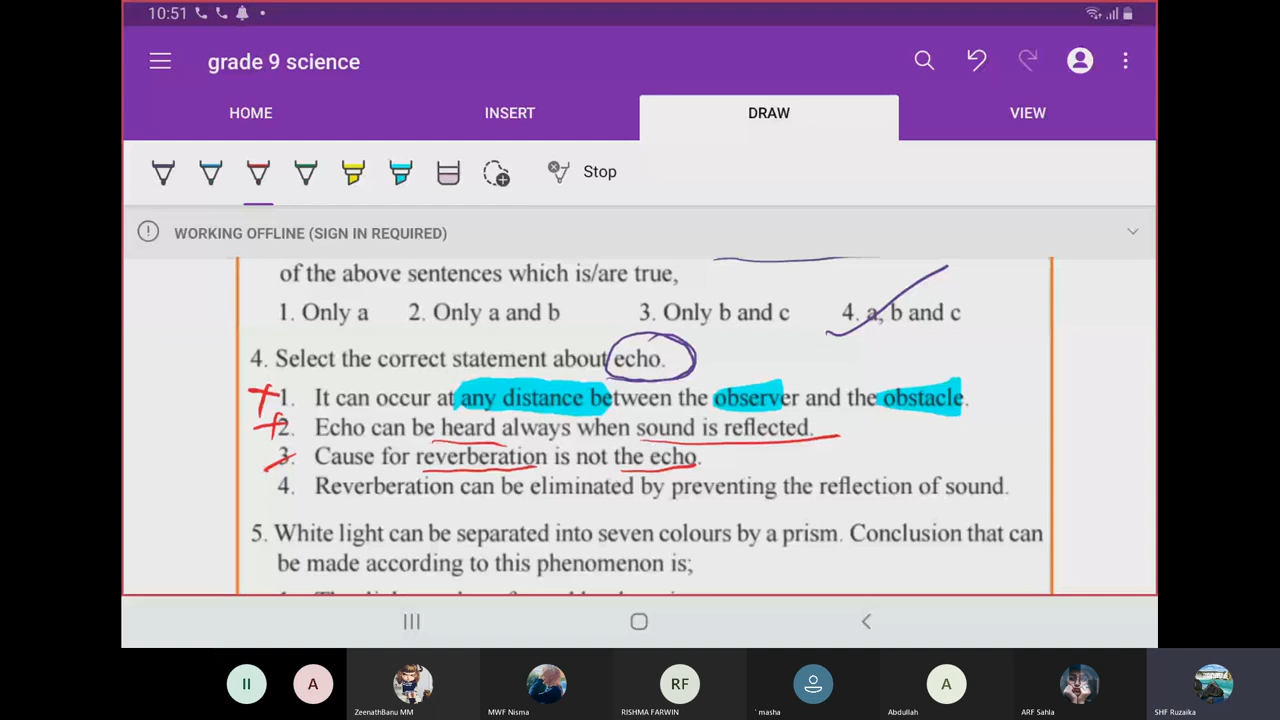 10:51
grade 9 science
HOME INSERT DRAW VIEW
Stop
WORKING OFFLINE (SIGN IN REQUIRED)
of the above sentences which is/are true,
1. Only a 2. Only a and b 3. Only b and c 4. a, b and c
4. Select the correct statement about echo.
1. It can occur at any distance between the observer and the obstacle.
2. Echo can be heard always when sound is reflected.
3. Cause for reverberation is not the echo.
4. Reverberation can be eliminated by preventing the reflection of sound.
5. White light can be separated into seven colours by a prism. Conclusion that can
be made according to this phenomenon is;
II A RF A
ZeenathBanu MM MWF Nisma RISHMA FARWIN ' masha Abdullah ARF Sahla SHF Ruzaika